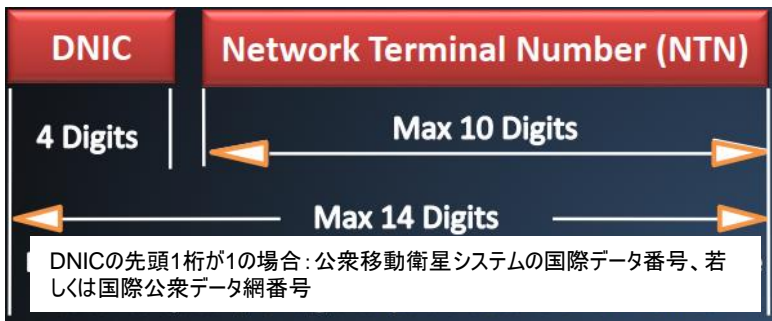 DNIC
Network Terminal Number (NTN)
4 Digits
Max 10 Digits
Max 14 Digits
DNICの先頭1桁が1の場合：公衆移動衛星システムの国際データ番号、若
しくは国際公衆データ網番号